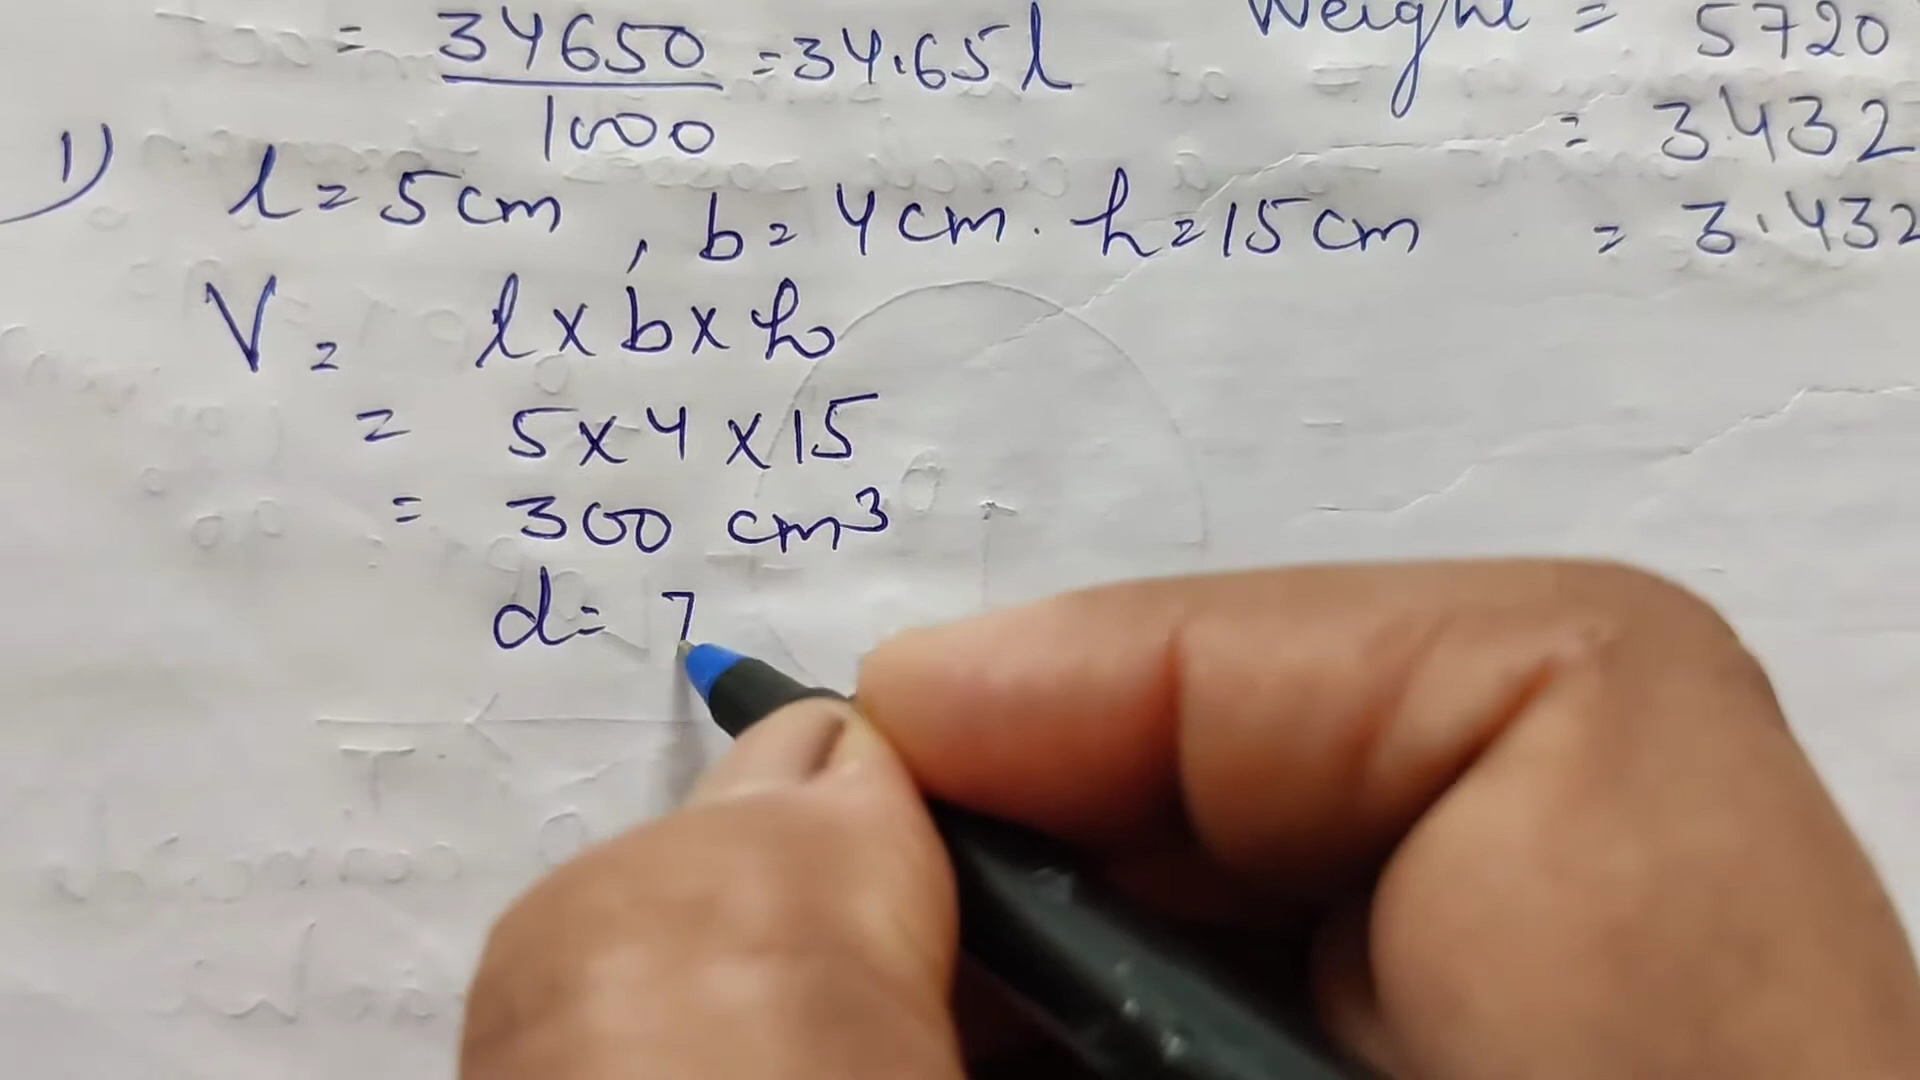 = 34650 / 1000 = 34.65 l
Weight = 5720
= 3432
= 3.432
1) l = 5 cm, b = 4 cm. h = 15 cm
V = l x b x h
= 5 x 4 x 15
= 300 cm³
d = 7